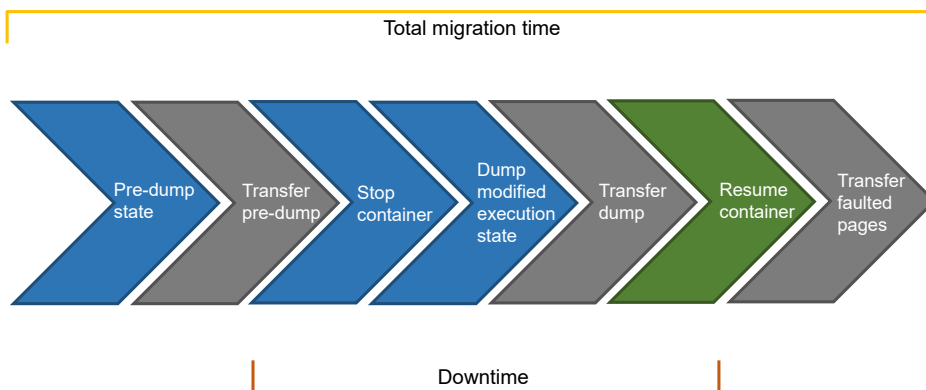 Total migration time
Pre-dump
state
Transfer
pre-dump
Stop
container
Dump
modified
execution
state
Transfer
dump
Resume
container
Transfer
faulted
pages
Downtime